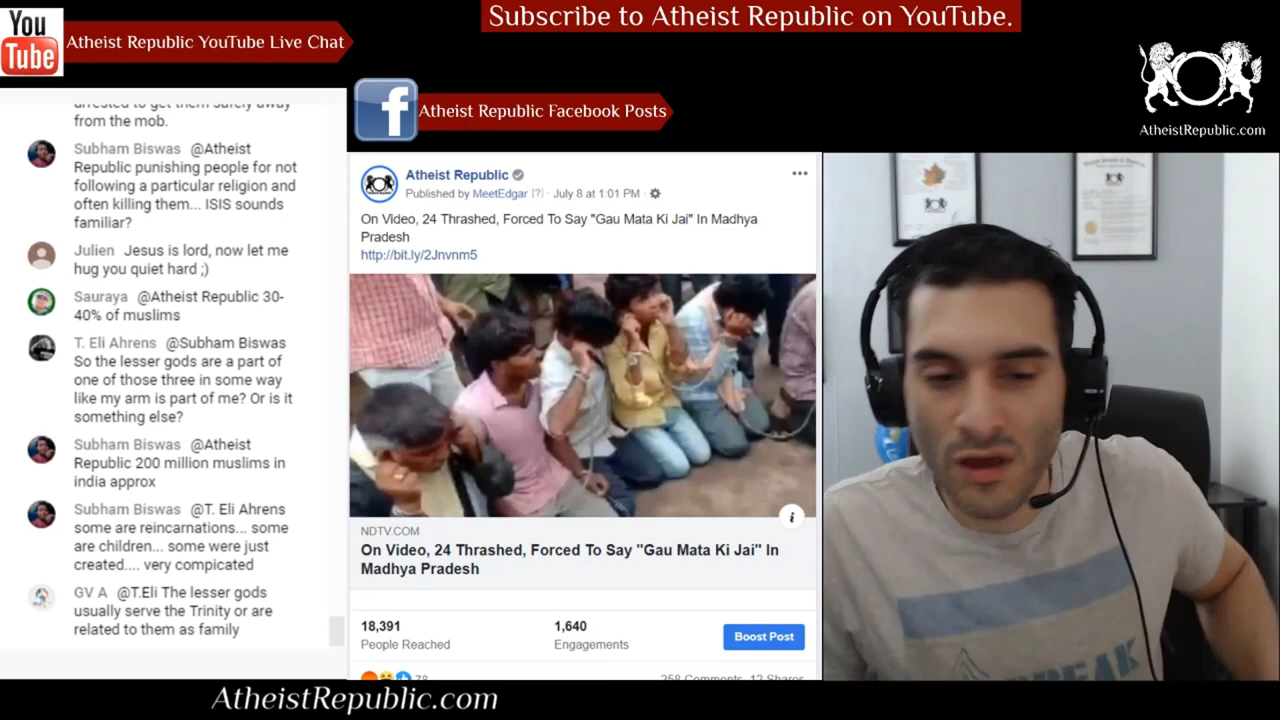 Subscribe to Atheist Republic on YouTube.
You
Tube
Atheist Republic YouTube Live Chat
AtheistRepublic.com
Atheist Republic Facebook Posts
arrested to get them safely away
from the mob.
Subham Biswas @Atheist
Republic punishing people for not
following a particular religion and
often killing them... ISIS sounds
familiar?
Julien Jesus is lord, now let me
hug you quiet hard ;)
Sauraya @Atheist Republic 30-
40% of muslims
T. Eli Ahrens @Subham Biswas
So the lesser gods are a part of
one of those three in some way
like my arm is part of me? Or is it
something else?
Subham Biswas @Atheist
Republic 200 million muslims in
india approx
Subham Biswas @T. Eli Ahrens
some are reincarnations... some
are children... some were just
created.... very compicated
GV A @T.Eli The lesser gods
usually serve the Trinity or are
related to them as family
Atheist Republic
Published by MeetEdgar [?] · July 8 at 1:01 PM ·
On Video, 24 Thrashed, Forced To Say "Gau Mata Ki Jai" In Madhya
Pradesh
http://bit.ly/2Jnvnm5
NDTV.COM
On Video, 24 Thrashed, Forced To Say "Gau Mata Ki Jai" In
Madhya Pradesh
18,391
People Reached
1,640
Engagements
Boost Post
78
258 Comments 12 Shares
AtheistRepublic.com